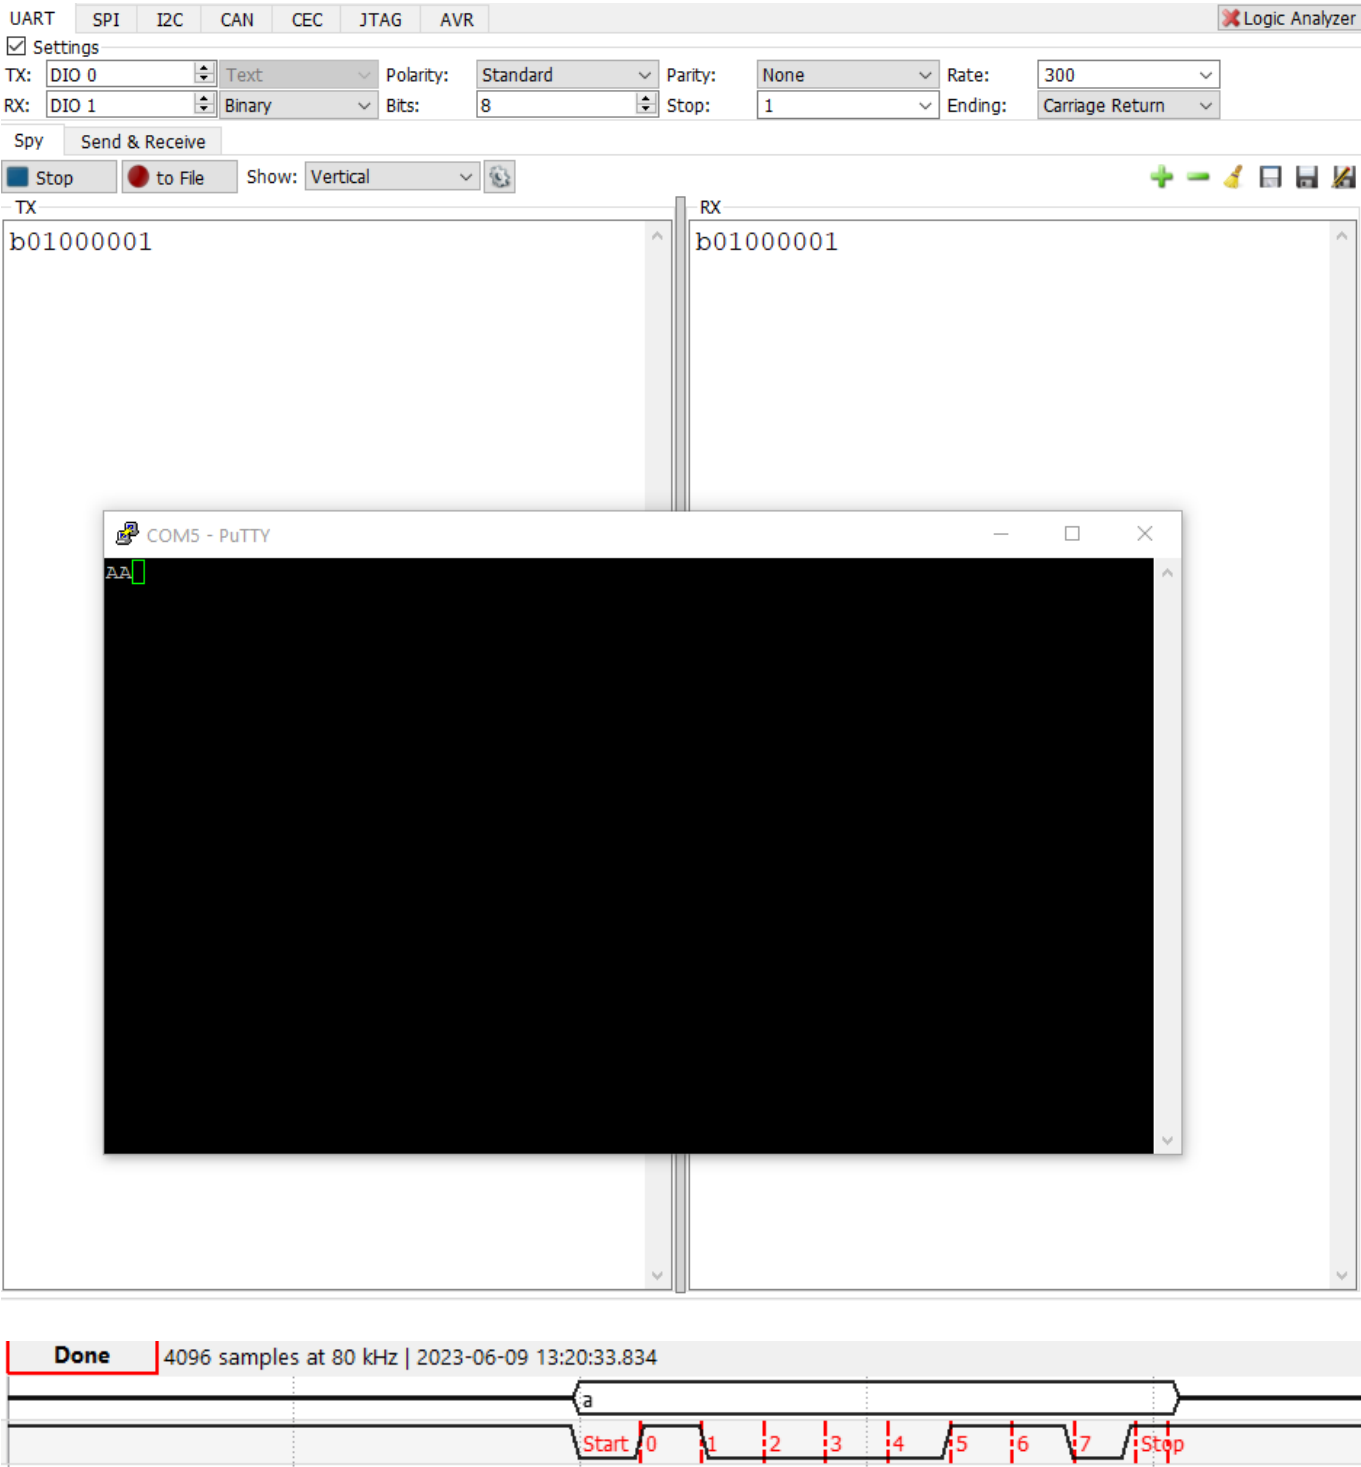 UART SPI I2C CAN CEC JTAG AVR Logic Analyzer
Settings
TX: DIO 0 Text Polarity: Standard Parity: None Rate: 300
RX: DIO 1 Binary Bits: 8 Stop: 1 Ending: Carriage Return
Spy Send & Receive
Stop to File Show: Vertical
TX RX
b01000001 b01000001
COM5 - PuTTY
AA
Done 4096 samples at 80 kHz | 2023-06-09 13:20:33.834
a
Start 0 1 2 3 4 5 6 7 Stop